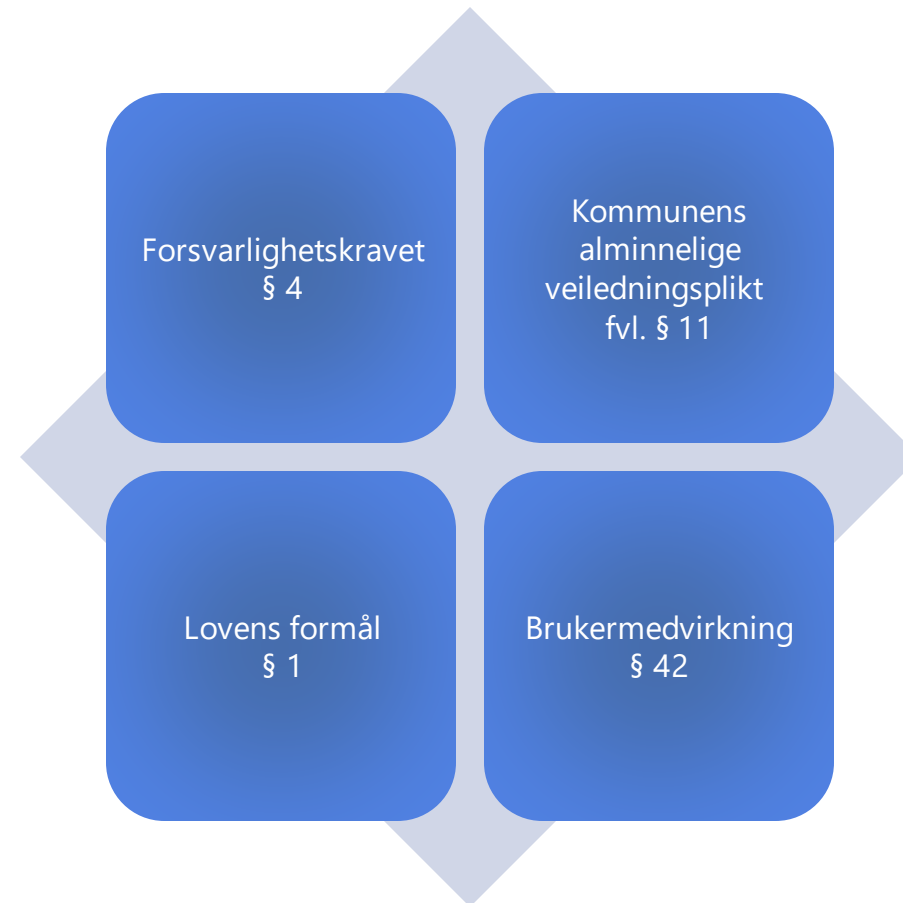 Forsvarlighetskravet
§ 4
Kommunens
alminnelige
veiledningsplikt
fvl. § 11
Lovens formål
§ 1
Brukermedvirkning
§ 42